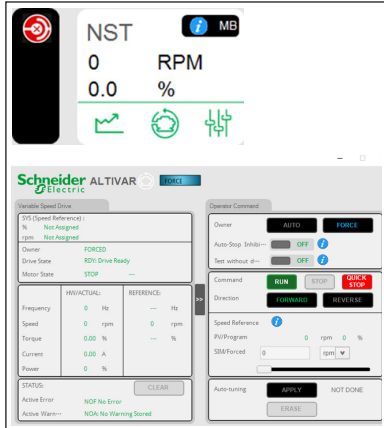 NST
i MB
0 RPM
0.0 %
Schneider Electric ALTIVAR FORCE
Variable Speed Drive
SYS (Speed Reference) :
% Not Assigned
rpm Not Assigned
Owner FORCED
Drive State RDY: Drive Ready
Motor State STOP ---
HW/ACTUAL: REFERENCE:
Frequency 0 Hz --- Hz
Speed 0 rpm 0 rpm
Torque 0.00 % --- %
Current 0.00 A
Power 0 %
STATUS: CLEAR
Active Error NOF No Error
Active Warn··· NOA: No Warning Stored
>>
Operator Command
Owner AUTO FORCE
Auto-Stop Inhibi··· OFF i
Test without d··· OFF i
Command RUN STOP QUICK STOP
Direction FORWARD REVERSE
Speed Reference i
PV/Program 0 rpm 0 %
SIM/Forced 0 rpm
Auto-tuning APPLY NOT DONE
ERASE